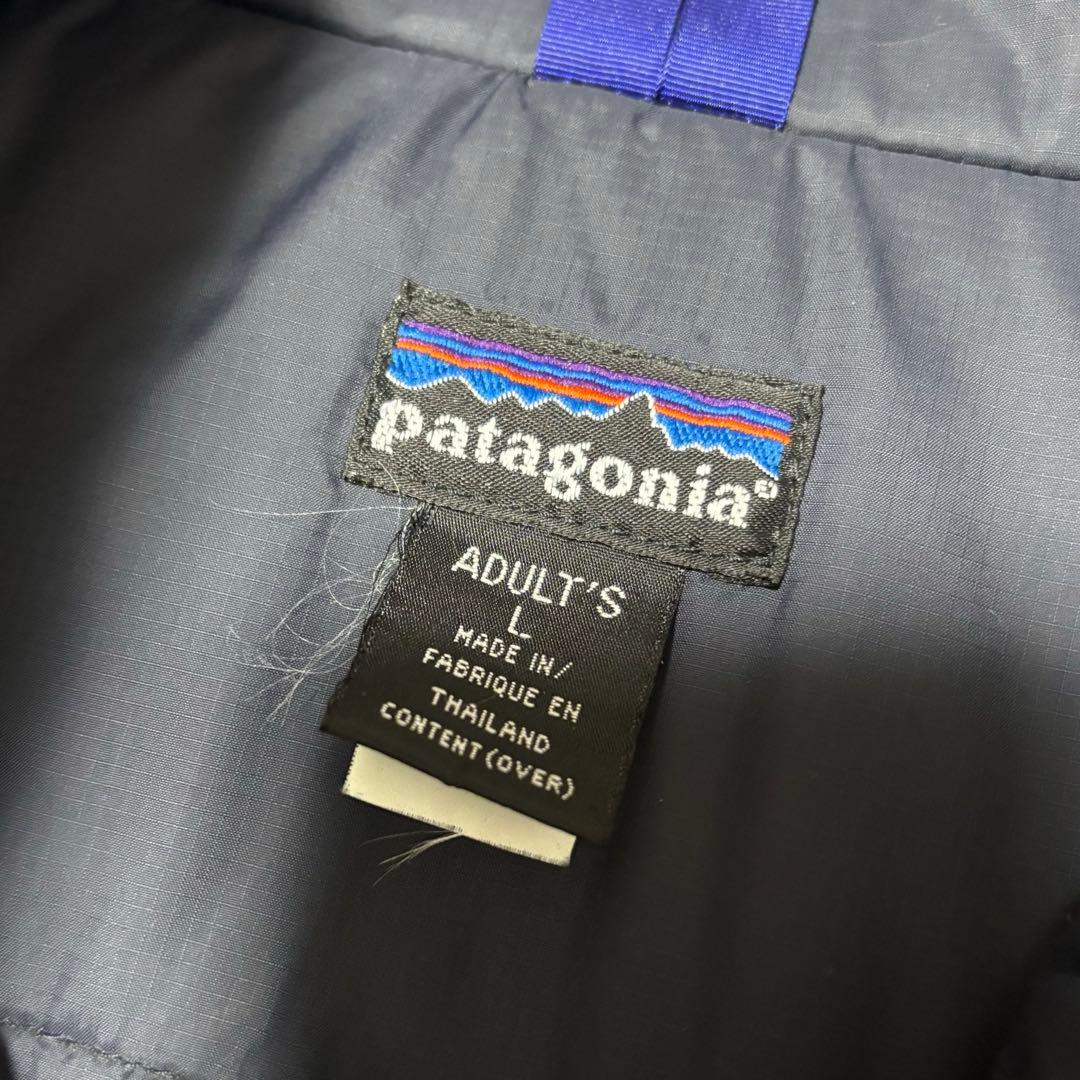 patagonia®
ADULT'S
L
MADE IN/
FABRIQUE EN
THAILAND
CONTENT(OVER)